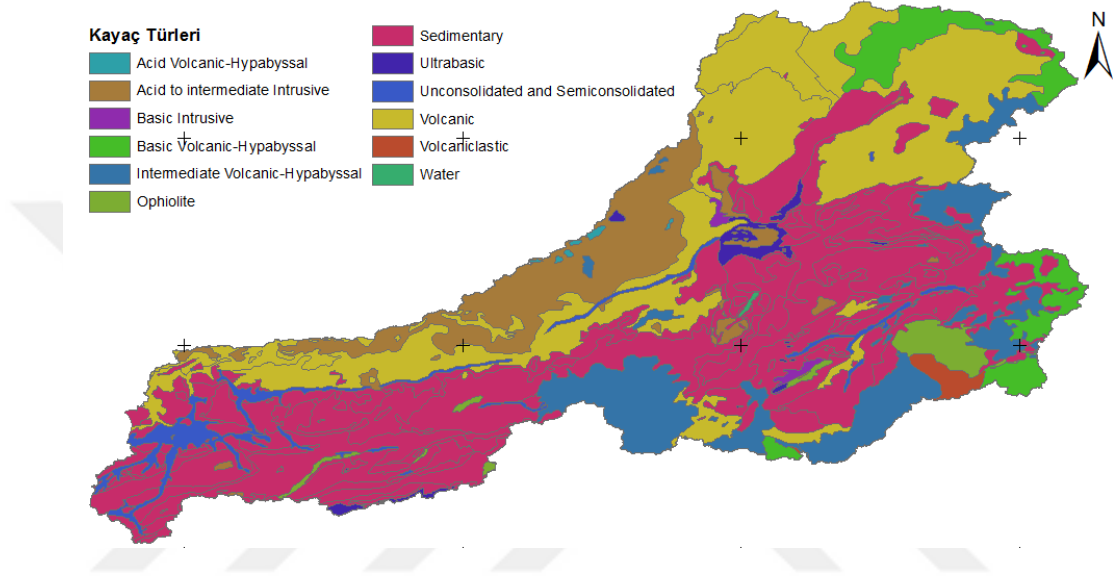 Kayaç Türleri
Acid Volcanic-Hypabyssal
Acid to intermediate Intrusive
Basic Intrusive
Basic Volcanic-Hypabyssal
Intermediate Volcanic-Hypabyssal
Ophiolite
Sedimentary
Ultrabasic
Unconsolidated and Semiconsolidated
Volcanic
Volcaniclastic
Water
N